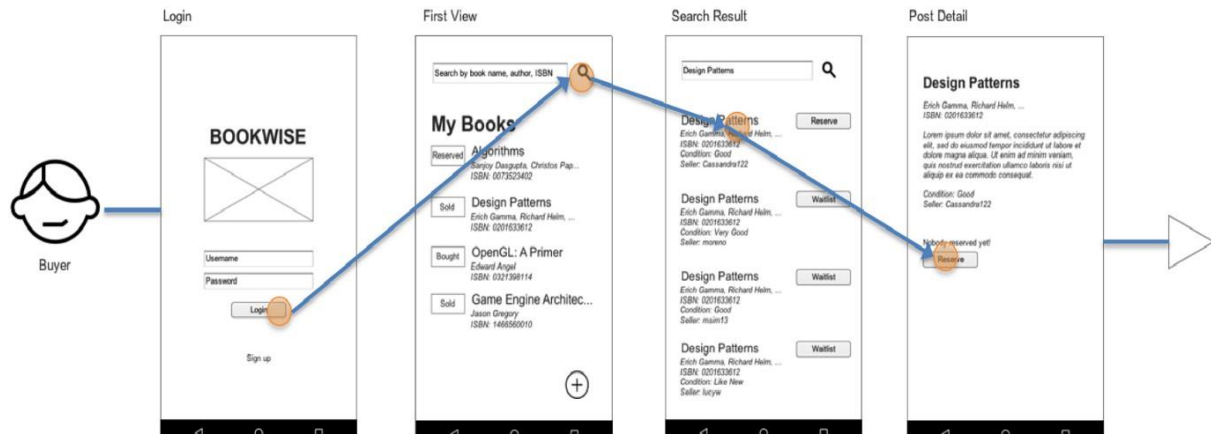 Login
First View
Search Result
Post Detail
Buyer
BOOKWISE
Username
Password
Login
Sign up
Search by book name, author, ISBN
My Books
Reserved
Algorithms
Sanjoy Dasgupta, Christos Pap...
ISBN: 0073523402
Sold
Design Patterns
Erich Gamma, Richard Helm, ...
ISBN: 0201633612
Bought
OpenGL: A Primer
Edward Angel
ISBN: 0321398114
Sold
Game Engine Architec...
Jason Gregory
ISBN: 1466560010
Design Patterns
Design Patterns
Reserve
Erich Gamma, Richard Helm, ...
ISBN: 0201633612
Condition: Good
Seller: Cassandra122
Design Patterns
Waitlist
Erich Gamma, Richard Helm, ...
ISBN: 0201633612
Condition: Very Good
Seller: moreno
Design Patterns
Waitlist
Erich Gamma, Richard Helm, ...
ISBN: 0201633612
Condition: Good
Seller: msim13
Design Patterns
Waitlist
Erich Gamma, Richard Helm, ...
ISBN: 0201633612
Condition: Like New
Seller: lucyw
Design Patterns
Erich Gamma, Richard Helm, ...
ISBN: 0201633612
Lorem ipsum dolor sit amet, consectetur adipiscing
elit, sed do eiusmod tempor incididunt ut labore et
dolore magna aliqua. Ut enim ad minim veniam,
quis nostrud exercitation ullamco laboris nisi ut
aliquip ex ea commodo consequat.
Condition: Good
Seller: Cassandra122
Nobody reserved yet!
Reserve